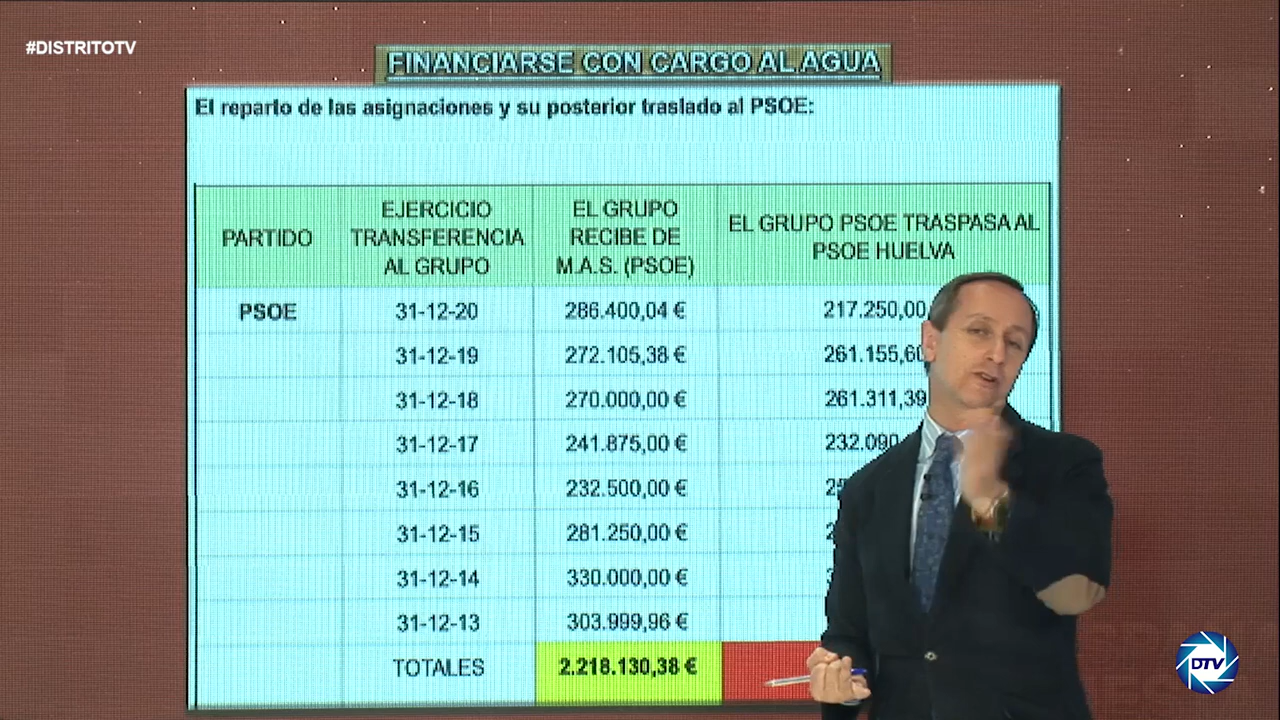 #DISTRITOTV
FINANCIARSE CON CARGO AL AGUA
El reparto de las asignaciones y su posterior traslado al PSOE:
PARTIDO
EJERCICIO
TRANSFERENCIA
AL GRUPO
EL GRUPO
RECIBE DE
M.A.S. (PSOE)
EL GRUPO PSOE TRASPASA AL
PSOE HUELVA
PSOE 31-12-20 286.400,04 € 217.250,00
31-12-19 272.105,38 € 261.155,60
31-12-18 270.000,00 € 261.311,39
31-12-17 241.875,00 € 232.090
31-12-16 232.500,00 €
31-12-15 281.250,00 €
31-12-14 330.000,00 €
31-12-13 303.999,96 €
TOTALES 2.218.130,38 €
DTV